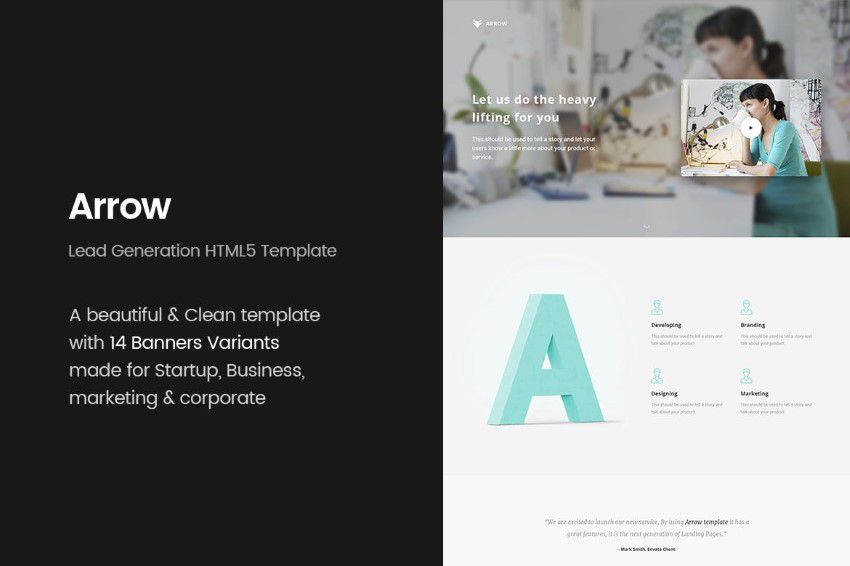 Arrow
Lead Generation HTML5 Template
A beautiful & Clean template
with 14 Banners Variants
made for Startup, Business,
marketing & corporate
ARROW
Let us do the heavy
lifting for you
This should be used to tell a story and let your
users know a little more about your product or
service.
A
Developing
This should be used to tell a story and
talk about your product
Branding
This should be used to tell a story and
talk about your product
Designing
This should be used to tell a story and
talk about your product
Marketing
This should be used to tell a story and
talk about your product
"We are excited to launch our new service, By using Arrow template it has a
great features, it is the next generation of Landing Pages."
- Mark Smith, Envato Client